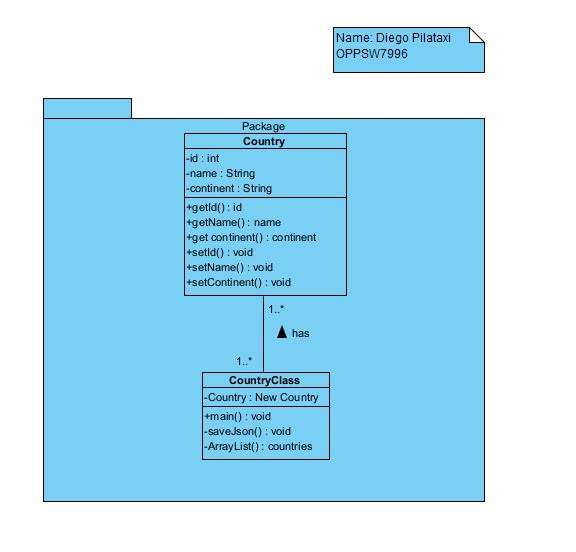 Name: Diego Pilataxi
OPPSW7996
Package
Country
-id : int
-name : String
-continent : String
+getId() : id
+getName() : name
+get continent() : continent
+setId() : void
+setName() : void
+setContinent() : void
1..*
has
1..*
CountryClass
-Country : New Country
+main() : void
-saveJson() : void
-ArrayList() : countries